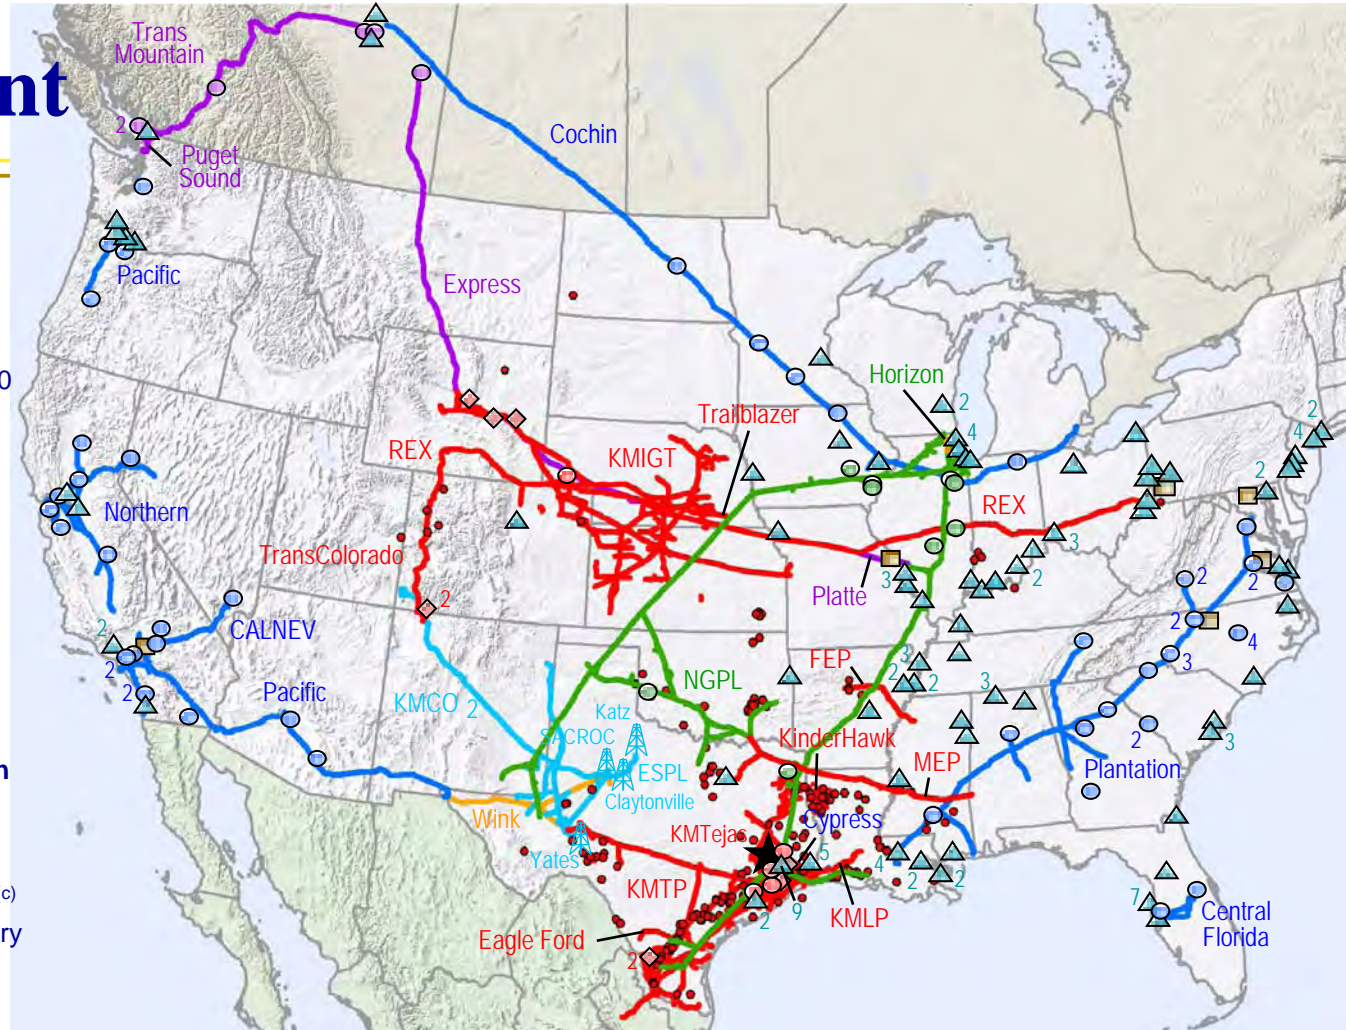 Trans
Mountain
nt
2
Puget
Sound
Cochin
Pacific
Express
0
Horizon
2
4
Trailblazer
REX
KMIGT
2
4
2
Northern
REX
TransColorado
3
2
3
Platte
2
2
2
2
CALNEV
2
4
3
2
2
Pacific
KMCO 2
NGPL
FEP
3
2
2
3
Katz
SACROC
KinderHawk
3
2
ESPL
Claytonville
MEP
Plantation
n
Wink
Cypress
KMTejas
Yates
5
4
2
2
c)
KMTP
2
9
KMLP
7
Central
Florida
ry
Eagle Ford
2